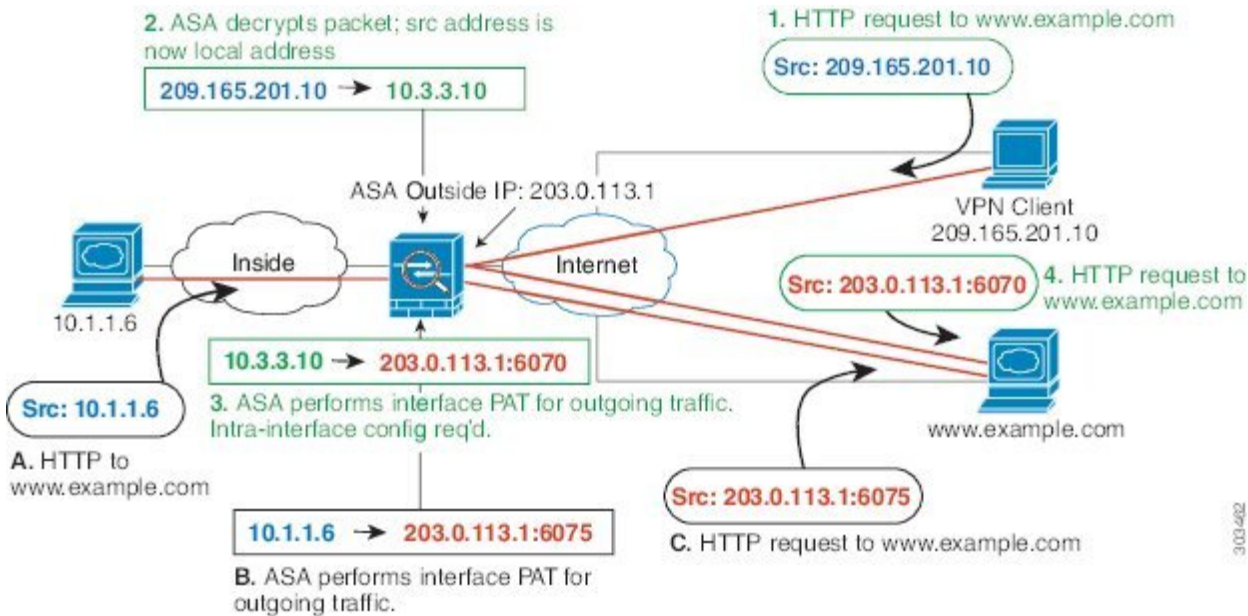 2. ASA decrypts packet; src address is
now local address
209.165.201.10 → 10.3.3.10
1. HTTP request to www.example.com
Src: 209.165.201.10
ASA Outside IP: 203.0.113.1
VPN Client
209.165.201.10
Inside
Internet
10.1.1.6
Src: 203.0.113.1:6070
4. HTTP request to
www.example.com
10.3.3.10 → 203.0.113.1:6070
3. ASA performs interface PAT for outgoing traffic.
Intra-interface config req'd.
Src: 10.1.1.6
A. HTTP to
www.example.com
www.example.com
Src: 203.0.113.1:6075
C. HTTP request to www.example.com
10.1.1.6 → 203.0.113.1:6075
B. ASA performs interface PAT for
outgoing traffic.
303462